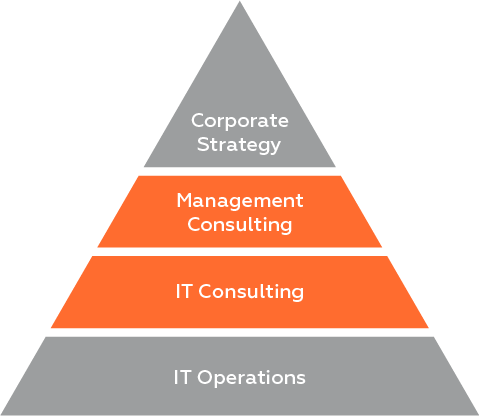 Corporate
Strategy
Management
Consulting
IT Consulting
IT Operations